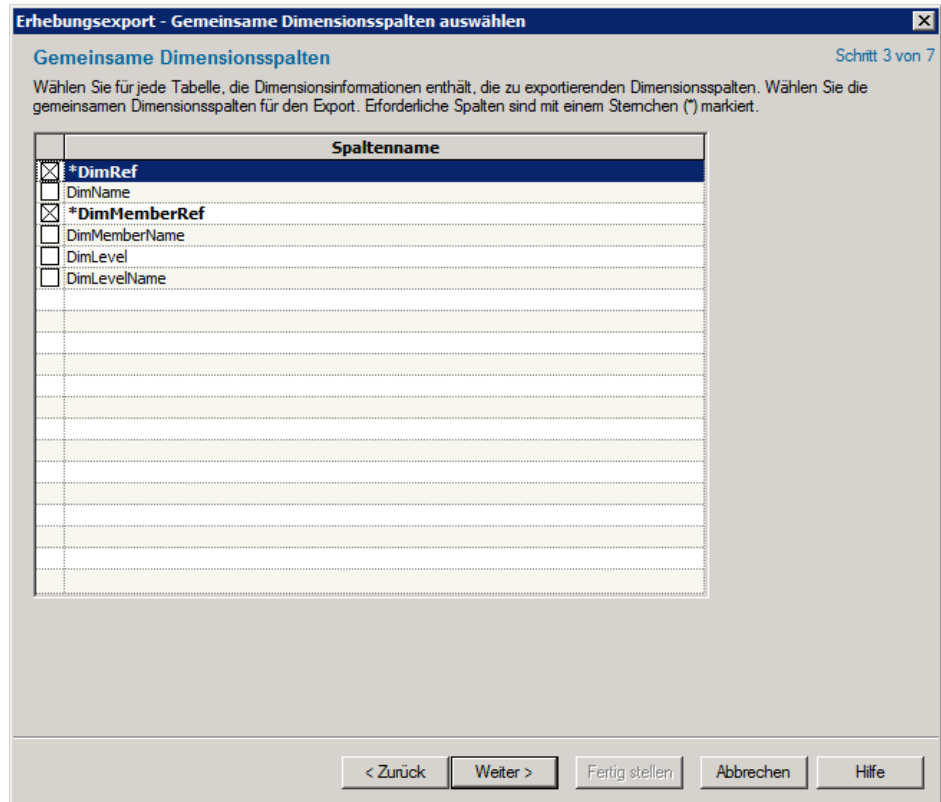 Erhebungsexport - Gemeinsame Dimensionsspalten auswählen
Gemeinsame Dimensionsspalten
Schritt 3 von 7
Wählen Sie für jede Tabelle, die Dimensionsinformationen enthält, die zu exportierenden Dimensionsspalten. Wählen Sie die
gemeinsamen Dimensionsspalten für den Export. Erforderliche Spalten sind mit einem Sternchen (*) markiert.
Spaltenname
*DimRef
DimName
*DimMemberRef
DimMemberName
DimLevel
DimLevelName
< Zurück
Weiter >
Fertig stellen
Abbrechen
Hilfe